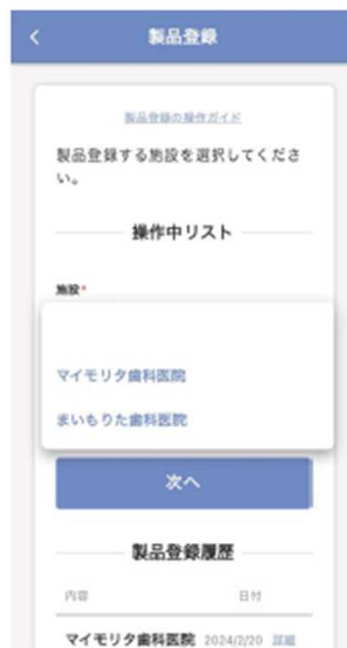 製品登録
製品登録の操作ガイド
製品登録する施設を選択してくださ
い。
操作中リスト
施設*
マイモリタ歯科医院
まいもりた歯科医院
次へ
製品登録履歴
内容 日付
マイモリタ歯科医院 2024/2/20 詳細